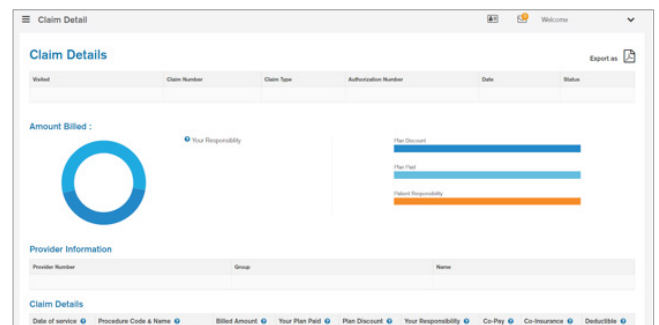 Claim Detail
Welcome
Claim Details
Export as
Visited Claim Number Claim Type Authorization Number Date Status
Amount Billed :
Your Responsibility
Plan Discount
Plan Paid
Patient Responsibility
Provider Information
Provider Number Group Name
Claim Details
Date of service Procedure Code & Name Billed Amount Your Plan Paid Plan Discount Your Responsibility Co-Pay Co-Insurance Deductible